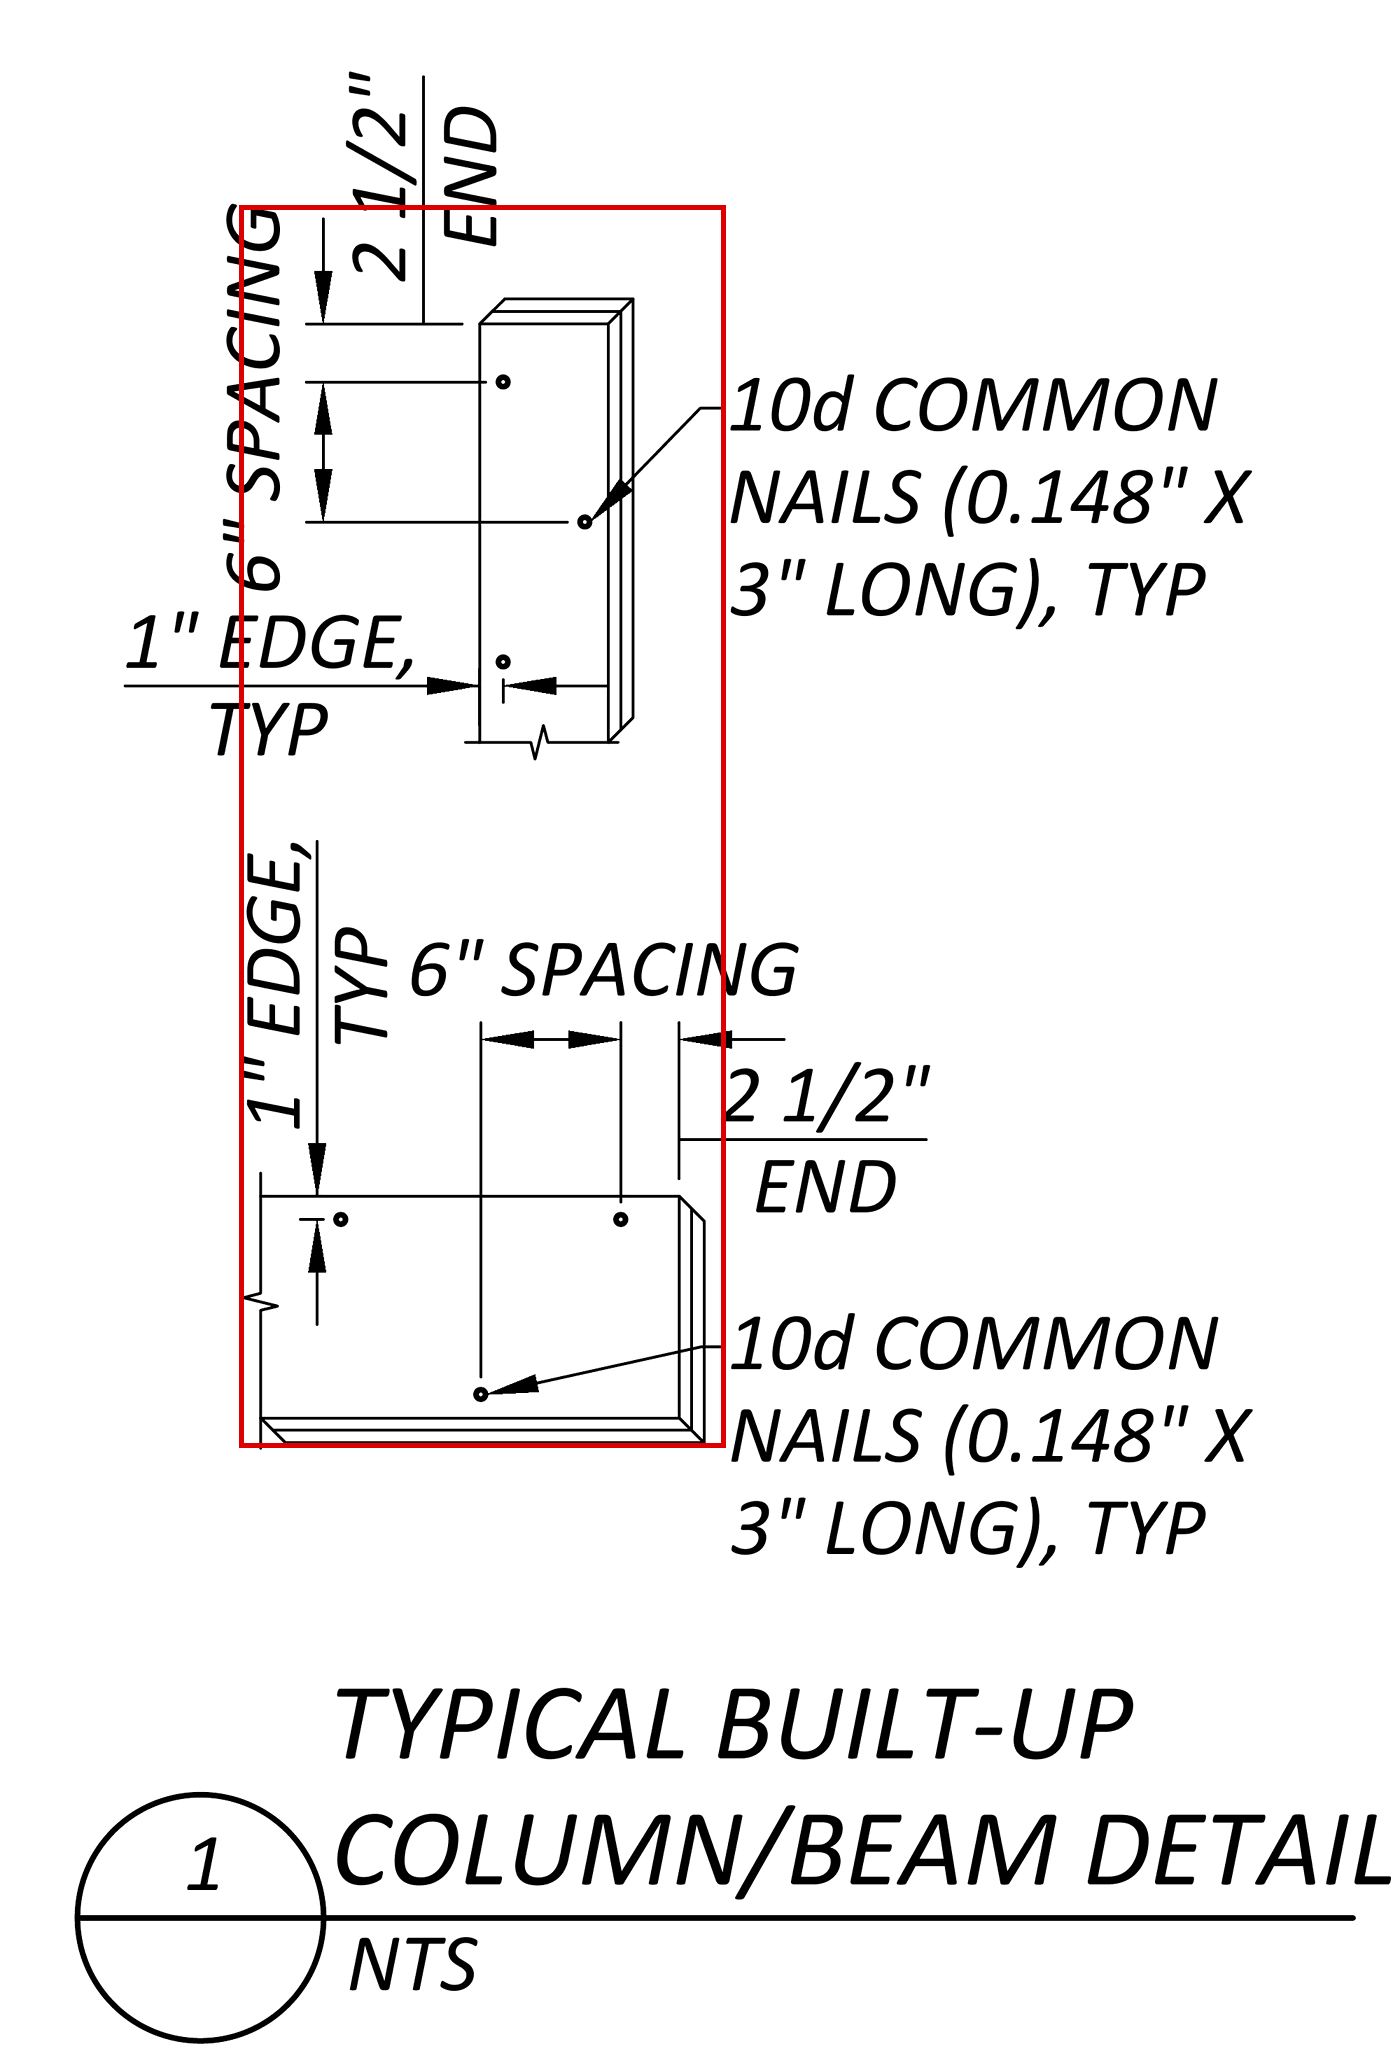 2 1/2"
END
6" SPACING
10d COMMON
NAILS (0.148" X
3" LONG), TYP
1" EDGE,
TYP
1" EDGE,
TYP
6" SPACING
2 1/2"
END
10d COMMON
NAILS (0.148" X
3" LONG), TYP
TYPICAL BUILT-UP
COLUMN/BEAM DETAIL
1
NTS